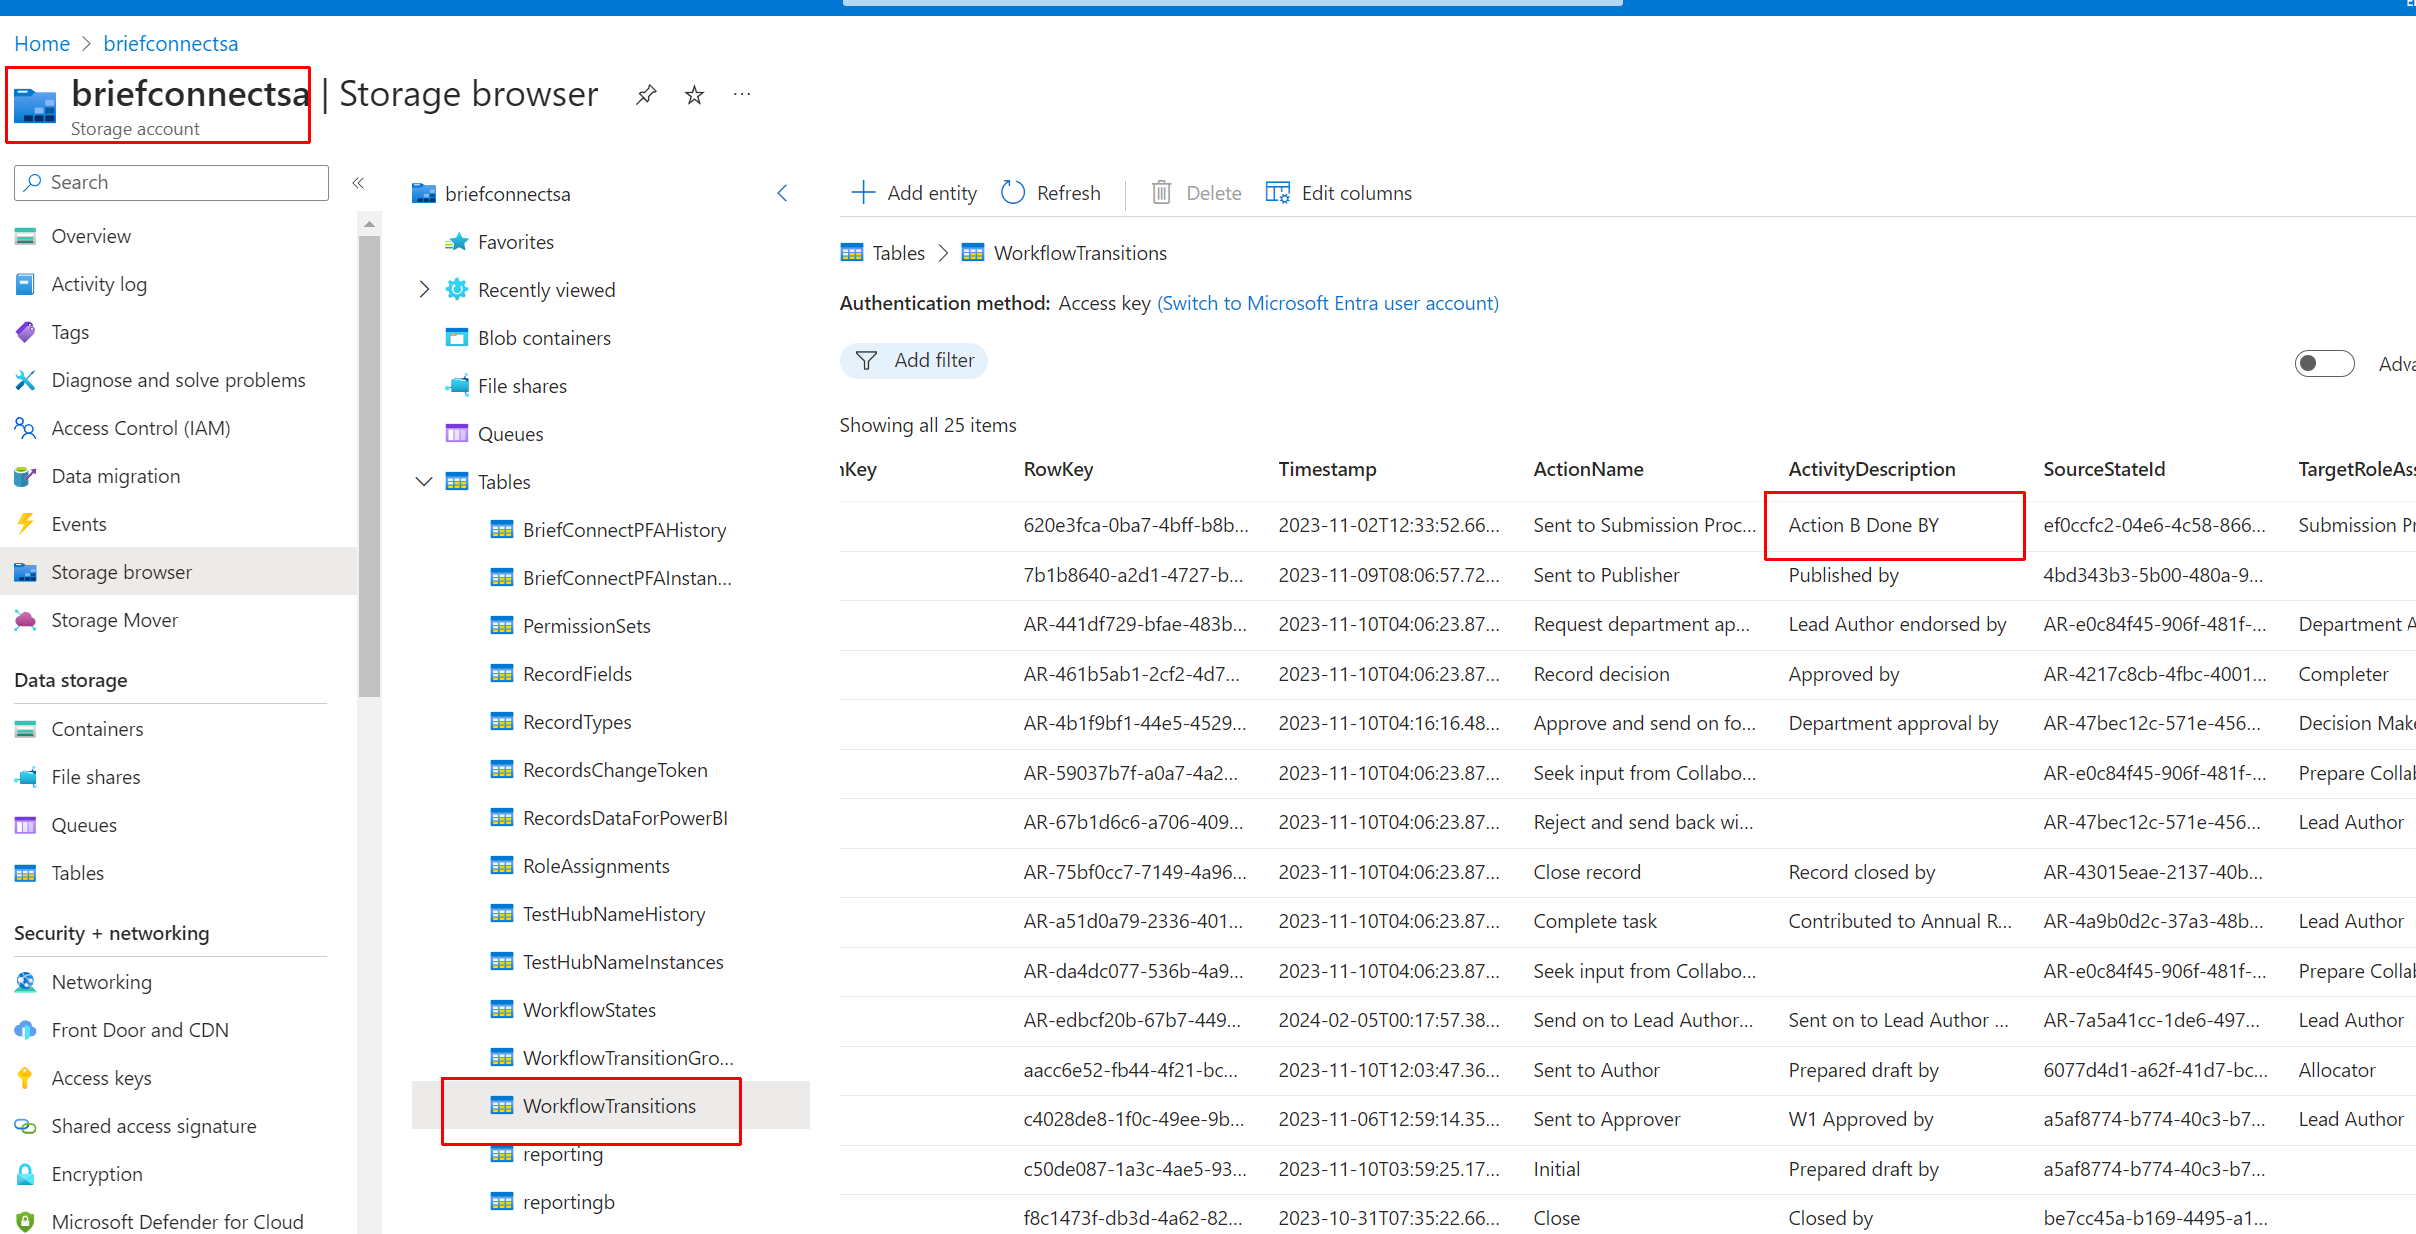 Home > briefconnectsa
briefconnectsa | Storage browser
Storage account
Search
Overview
Activity log
Tags
Diagnose and solve problems
Access Control (IAM)
Data migration
Events
Storage browser
Storage Mover
Data storage
Containers
File shares
Queues
Tables
Security + networking
Networking
Front Door and CDN
Access keys
Shared access signature
Encryption
Microsoft Defender for Cloud
briefconnectsa
Favorites
Recently viewed
Blob containers
File shares
Queues
Tables
BriefConnectPFAHistory
BriefConnectPFAInstan...
PermissionSets
RecordFields
RecordTypes
RecordsChangeToken
RecordsDataForPowerBI
RoleAssignments
TestHubNameHistory
TestHubNameInstances
WorkflowStates
WorkflowTransitionGro...
WorkflowTransitions
reporting
reportingb
Add entity Refresh Delete Edit columns
Tables > WorkflowTransitions
Authentication method: Access key (Switch to Microsoft Entra user account)
Add filter
Adva
Showing all 25 items
nKey RowKey Timestamp ActionName ActivityDescription SourceStateId TargetRoleAss
620e3fca-0ba7-4bff-b8b... 2023-11-02T12:33:52.66... Sent to Submission Proc... Action B Done BY ef0ccfc2-04e6-4c58-866... Submission Pr
7b1b8640-a2d1-4727-b... 2023-11-09T08:06:57.72... Sent to Publisher Published by 4bd343b3-5b00-480a-9...
AR-441df729-bfae-483b... 2023-11-10T04:06:23.87... Request department ap... Lead Author endorsed by AR-e0c84f45-906f-481f-... Department A
AR-461b5ab1-2cf2-4d7... 2023-11-10T04:06:23.87... Record decision Approved by AR-4217c8cb-4fbc-4001... Completer
AR-4b1f9bf1-44e5-4529... 2023-11-10T04:16:16.48... Approve and send on fo... Department approval by AR-47bec12c-571e-456... Decision Make
AR-59037b7f-a0a7-4a2... 2023-11-10T04:06:23.87... Seek input from Collabo... AR-e0c84f45-906f-481f-... Prepare Collab
AR-67b1d6c6-a706-409... 2023-11-10T04:06:23.87... Reject and send back wi... AR-47bec12c-571e-456... Lead Author
AR-75bf0cc7-7149-4a96... 2023-11-10T04:06:23.87... Close record Record closed by AR-43015eae-2137-40b...
AR-a51d0a79-2336-401... 2023-11-10T04:06:23.87... Complete task Contributed to Annual R... AR-4a9b0d2c-37a3-48b... Lead Author
AR-da4dc077-536b-4a9... 2023-11-10T04:06:23.87... Seek input from Collabo... AR-e0c84f45-906f-481f-... Prepare Collab
AR-edbcf20b-67b7-449... 2024-02-05T00:17:57.38... Send on to Lead Author... Sent on to Lead Author ... AR-7a5a41cc-1de6-497... Lead Author
aacc6e52-fb44-4f21-bc... 2023-11-10T12:03:47.36... Sent to Author Prepared draft by 6077d4d1-a62f-41d7-bc... Allocator
c4028de8-1f0c-49ee-9b... 2023-11-06T12:59:14.35... Sent to Approver W1 Approved by a5af8774-b774-40c3-b7... Lead Author
c50de087-1a3c-4ae5-93... 2023-11-10T03:59:25.17... Initial Prepared draft by a5af8774-b774-40c3-b7...
f8c1473f-db3d-4a62-82... 2023-10-31T07:35:22.66... Close Closed by be7cc45a-b169-4495-a1...